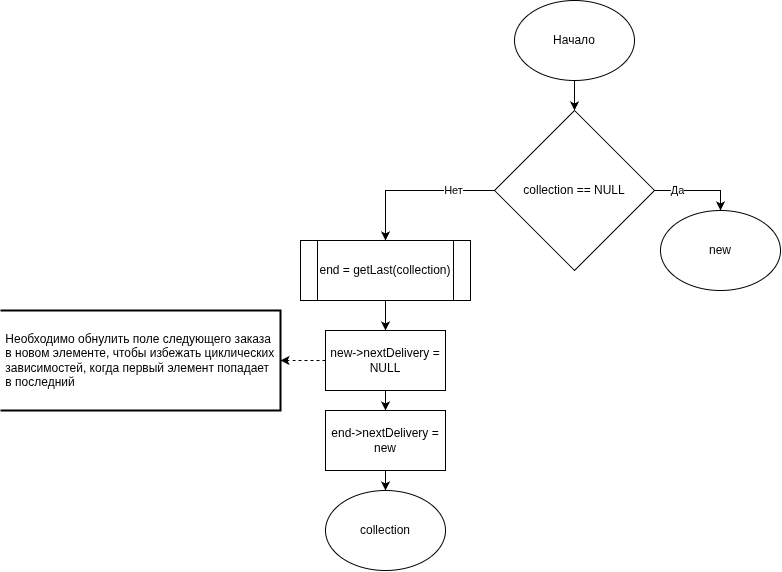 Начало
collection == NULL
Нет
Да
new
end = getLast(collection)
Необходимо обнулить поле следующего заказа
в новом элементе, чтобы избежать циклических
зависимостей, когда первый элемент попадает
в последний
new->nextDelivery =
NULL
end->nextDelivery =
new
collection